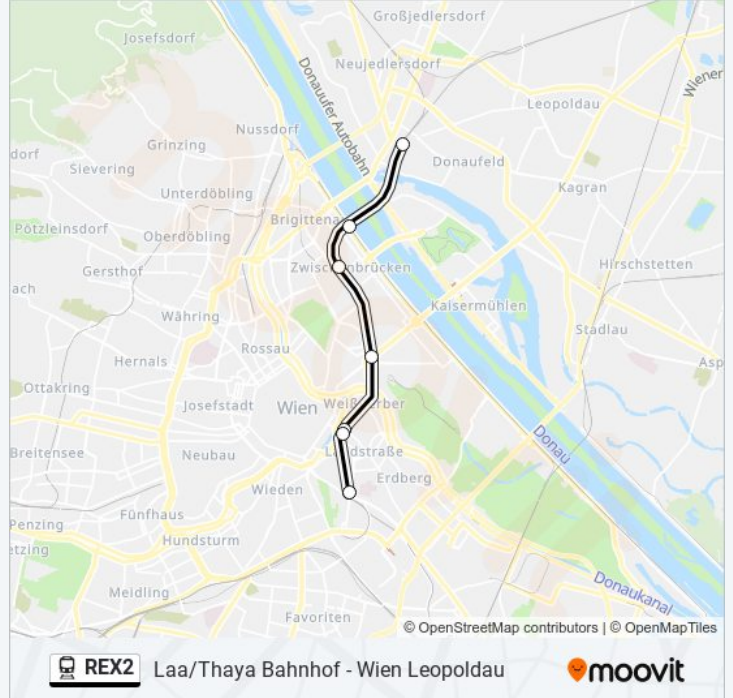 Großjedlersdorf
Josefsdorf
Neujedlersdorf
Donauufer Autobahn
Wiener
Leopoldau
Nussdorf
Grinzing
dorf
Donaufeld
Sievering
Kagran
Unterdöbling
Brigittena
Pötzleinsdorf
Oberdöbling
Gersthof
Zwischenbrücken
Hirschstetten
ach
Kaisermühlen
Währing
Stadlau
Rossau
Hernals
Asp
Ottakring
Josefstadt
Wien
Weißgerber
Donau
Breitensee
Neubau
Landstraße
Erdberg
Wieden
Fünfhaus
Penzing
etzing
Hundsturm
Donaukanal
Meidling
Favoriten
© OpenStreetMap contributors | © OpenMapTiles
REX2 Laa/Thaya Bahnhof - Wien Leopoldau moovit